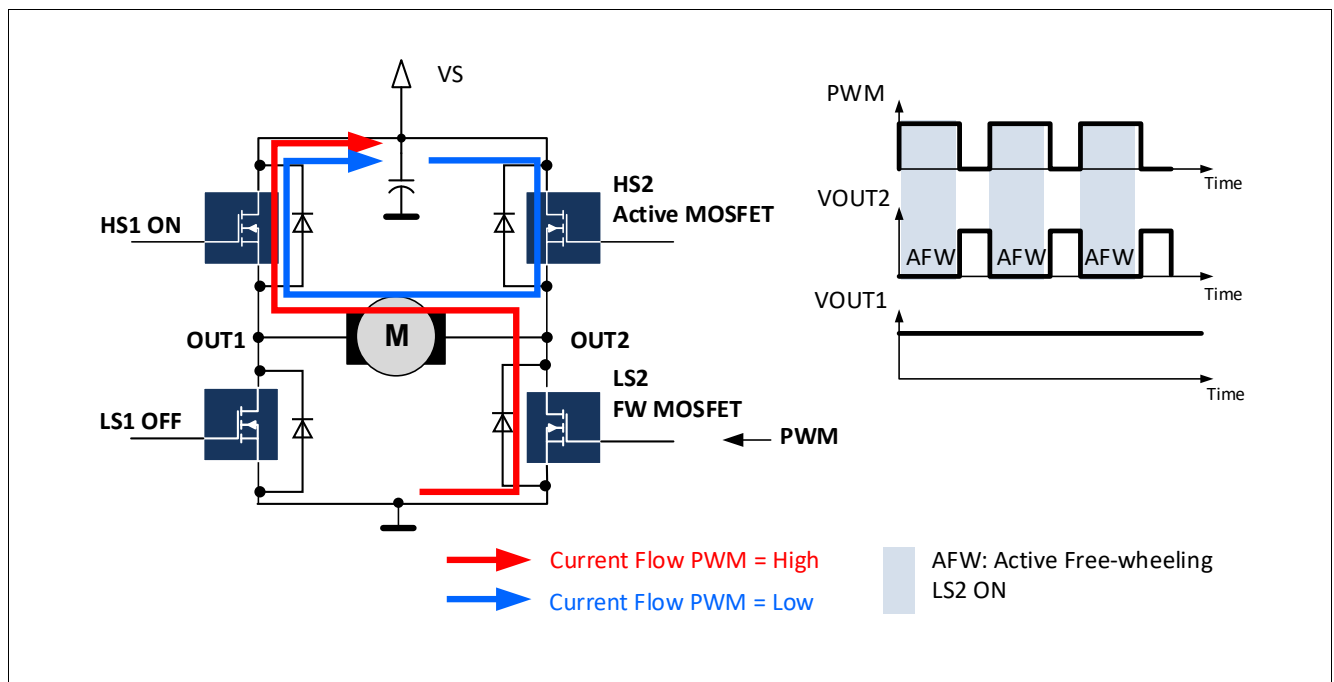 VS
HS1 ON
HS2
Active MOSFET
OUT1
M
OUT2
LS1 OFF
LS2
FW MOSFET
PWM
Current Flow PWM = High
Current Flow PWM = Low
PWM
Time
VOUT2
AFW AFW AFW
Time
VOUT1
Time
AFW: Active Free-wheeling
LS2 ON